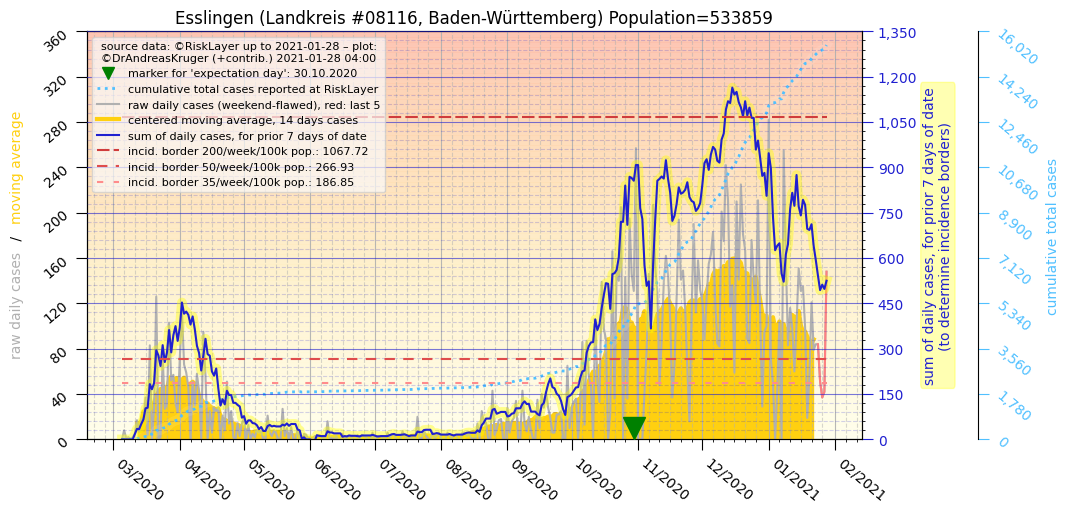 Esslingen (Landkreis #08116, Baden-Württemberg) Population=533859
source data: ©RiskLayer up to 2021-01-28 – plot:
©DrAndreasKruger (+contrib.) 2021-01-28 04:00
marker for 'expectation day': 30.10.2020
cumulative total cases reported at RiskLayer
raw daily cases (weekend-flawed), red: last 5
centered moving average, 14 days cases
sum of daily cases, for prior 7 days of date
incid. border 200/week/100k pop.: 1067.72
incid. border 50/week/100k pop.: 266.93
incid. border 35/week/100k pop.: 186.85
raw daily cases / moving average
360
320
280
240
200
160
120
80
40
0
03/2020
04/2020
05/2020
06/2020
07/2020
08/2020
09/2020
10/2020
11/2020
12/2020
01/2021
02/2021
1,350
1,200
1,050
900
750
600
450
300
150
0
sum of daily cases, for prior 7 days of date
(to determine incidence borders)
16,020
14,240
12,460
10,680
8,900
7,120
5,340
3,560
1,780
0
cumulative total cases